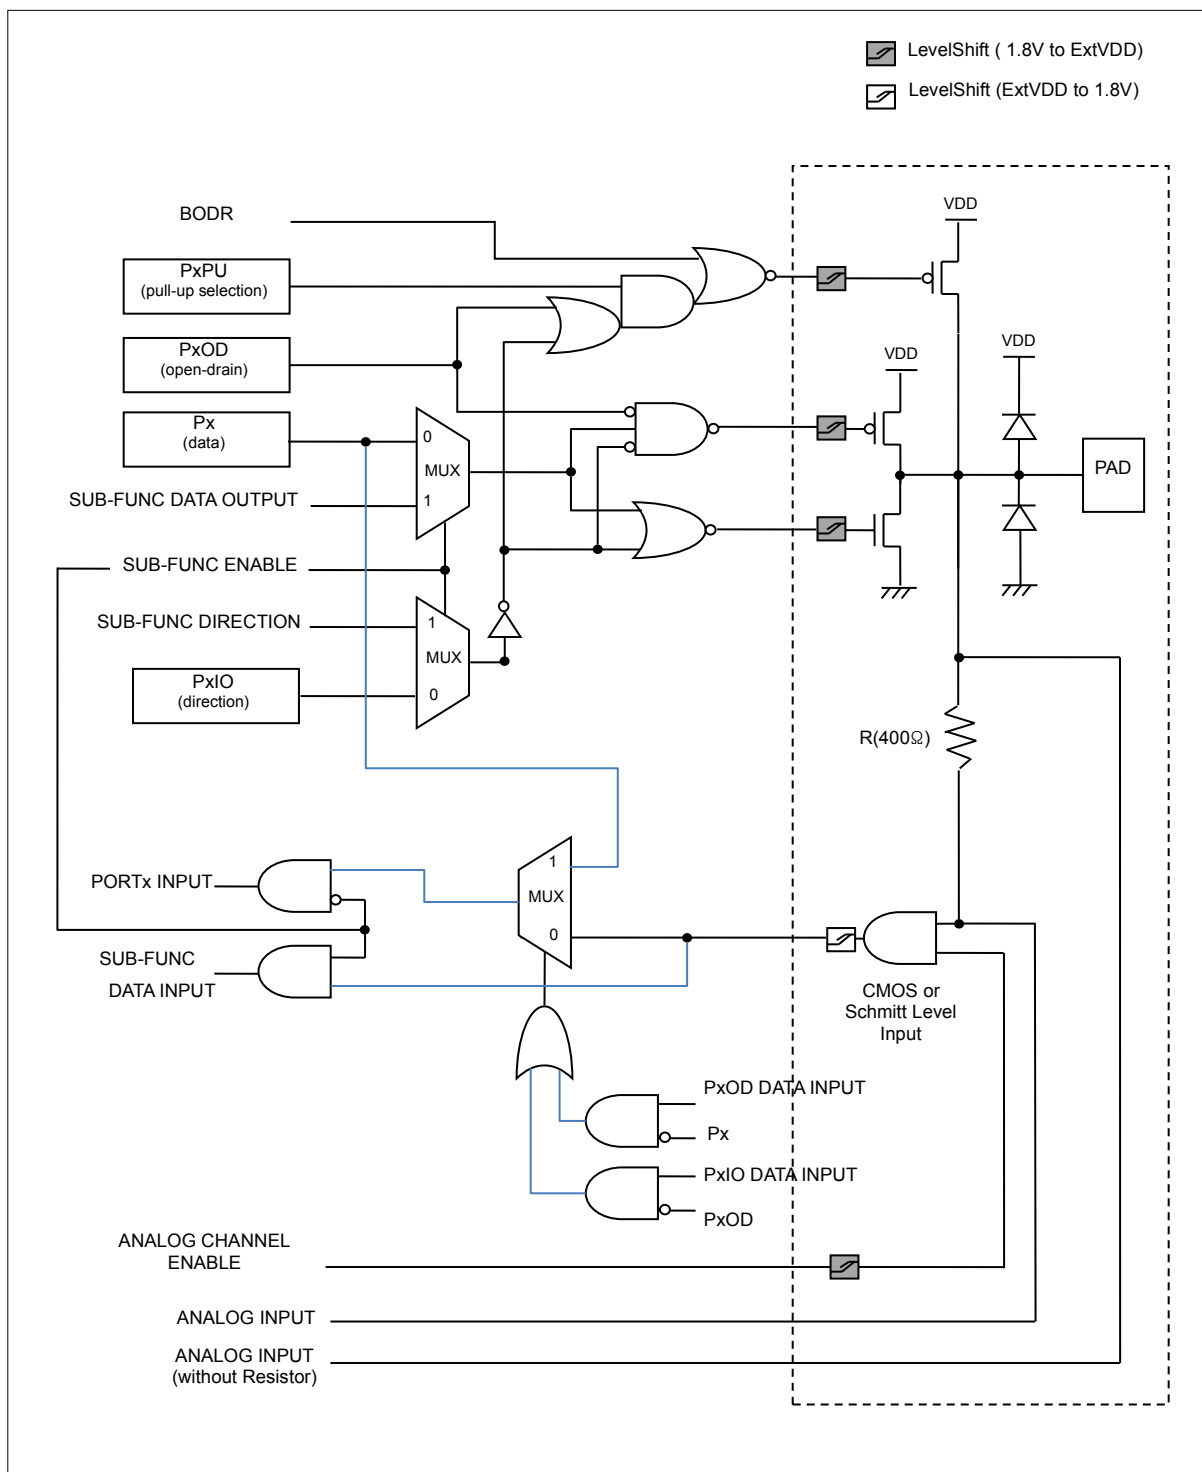 LevelShift ( 1.8V to ExtVDD)
LevelShift (ExtVDD to 1.8V)
VDD
BODR
PxPU
(pull-up selection)
PxOD
(open-drain)
VDD
VDD
Px
(data)
0
MUX
1
PAD
SUB-FUNC DATA OUTPUT
SUB-FUNC ENABLE
SUB-FUNC DIRECTION
1
MUX
0
PxIO
(direction)
R(400Ω)
PORTx INPUT
1
MUX
0
SUB-FUNC
DATA INPUT
CMOS or
Schmitt Level
Input
PxOD DATA INPUT
Px
PxIO DATA INPUT
PxOD
ANALOG CHANNEL
ENABLE
ANALOG INPUT
ANALOG INPUT
(without Resistor)